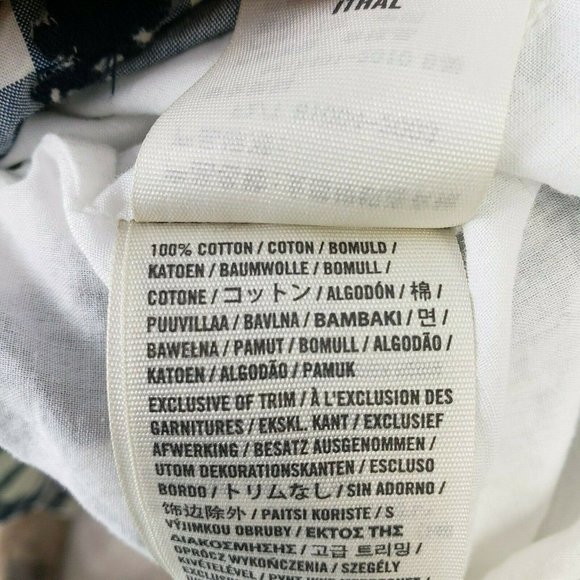 100% COTTON / COTON / BOMULD /
KATOEN / BAUMWOLLE / BOMULL /
COTONE / コットン / ALGODÓN / 棉 /
PUUVILLAA / BAVLNA / BAMBAKI / 면 /
BAWEŁNA / PAMUT / BOMULL / ALGODÃO /
KATOEN / ALGODÃO / PAMUK
EXCLUSIVE OF TRIM / À L'EXCLUSION DES
GARNITURES / EKSKL. KANT / EXCLUSIEF
AFWERKING / BESATZ AUSGENOMMEN /
UTOM DEKORATIONSKANTEN / ESCLUSO
BORDO / トリムなし / SIN ADORNO /
饰边除外 / PAITSI KORISTE / S
VÝJIMKOU OBRUBY / ΕΚΤΟΣ ΤΗΣ
ΔΙΑΚΟΣΜΗΣΗΣ / 고급 트리밍 /
OPRÓCZ WYKOŃCZENIA / SZEGÉLY
KIVÉTELÉVEL /